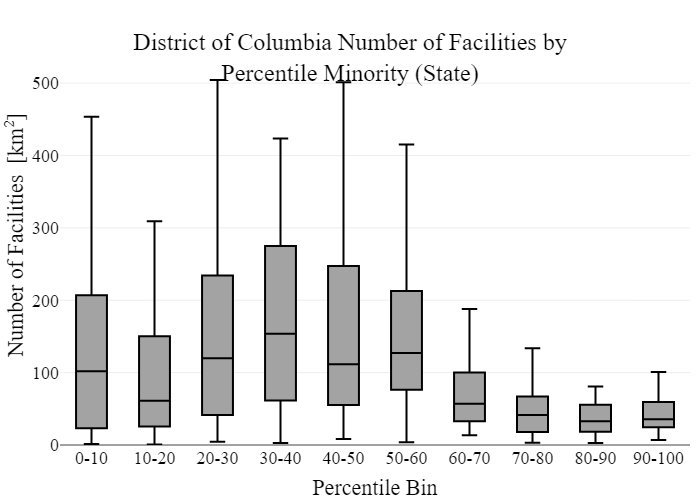 District of Columbia Number of Facilities by
Percentile Minority (State)
Number of Facilities [km²]
500
400
300
200
100
0
0-10 10-20 20-30 30-40 40-50 50-60 60-70 70-80 80-90 90-100
Percentile Bin